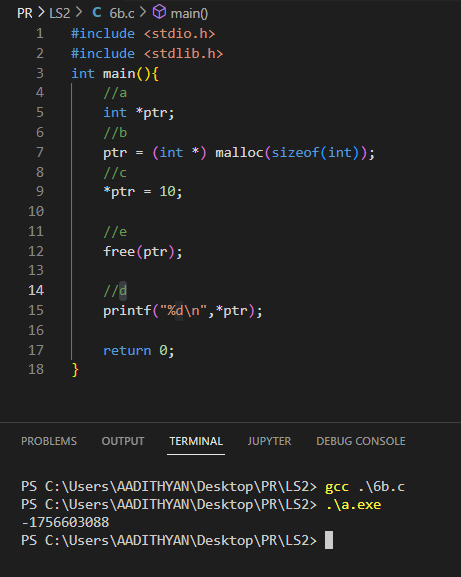 PR > LS2 > C 6b.c > main()
1 #include <stdio.h>
2 #include <stdlib.h>
3 int main(){
4 //a
5 int *ptr;
6 //b
7 ptr = (int *) malloc(sizeof(int));
8 //c
9 *ptr = 10;
10
11 //e
12 free(ptr);
13
14 //d
15 printf("%d\n",*ptr);
16
17 return 0;
18 }
PROBLEMS OUTPUT TERMINAL JUPYTER DEBUG CONSOLE
PS C:\Users\AADITHYAN\Desktop\PR\LS2> gcc .\6b.c
PS C:\Users\AADITHYAN\Desktop\PR\LS2> .\a.exe
-1756603088
PS C:\Users\AADITHYAN\Desktop\PR\LS2>